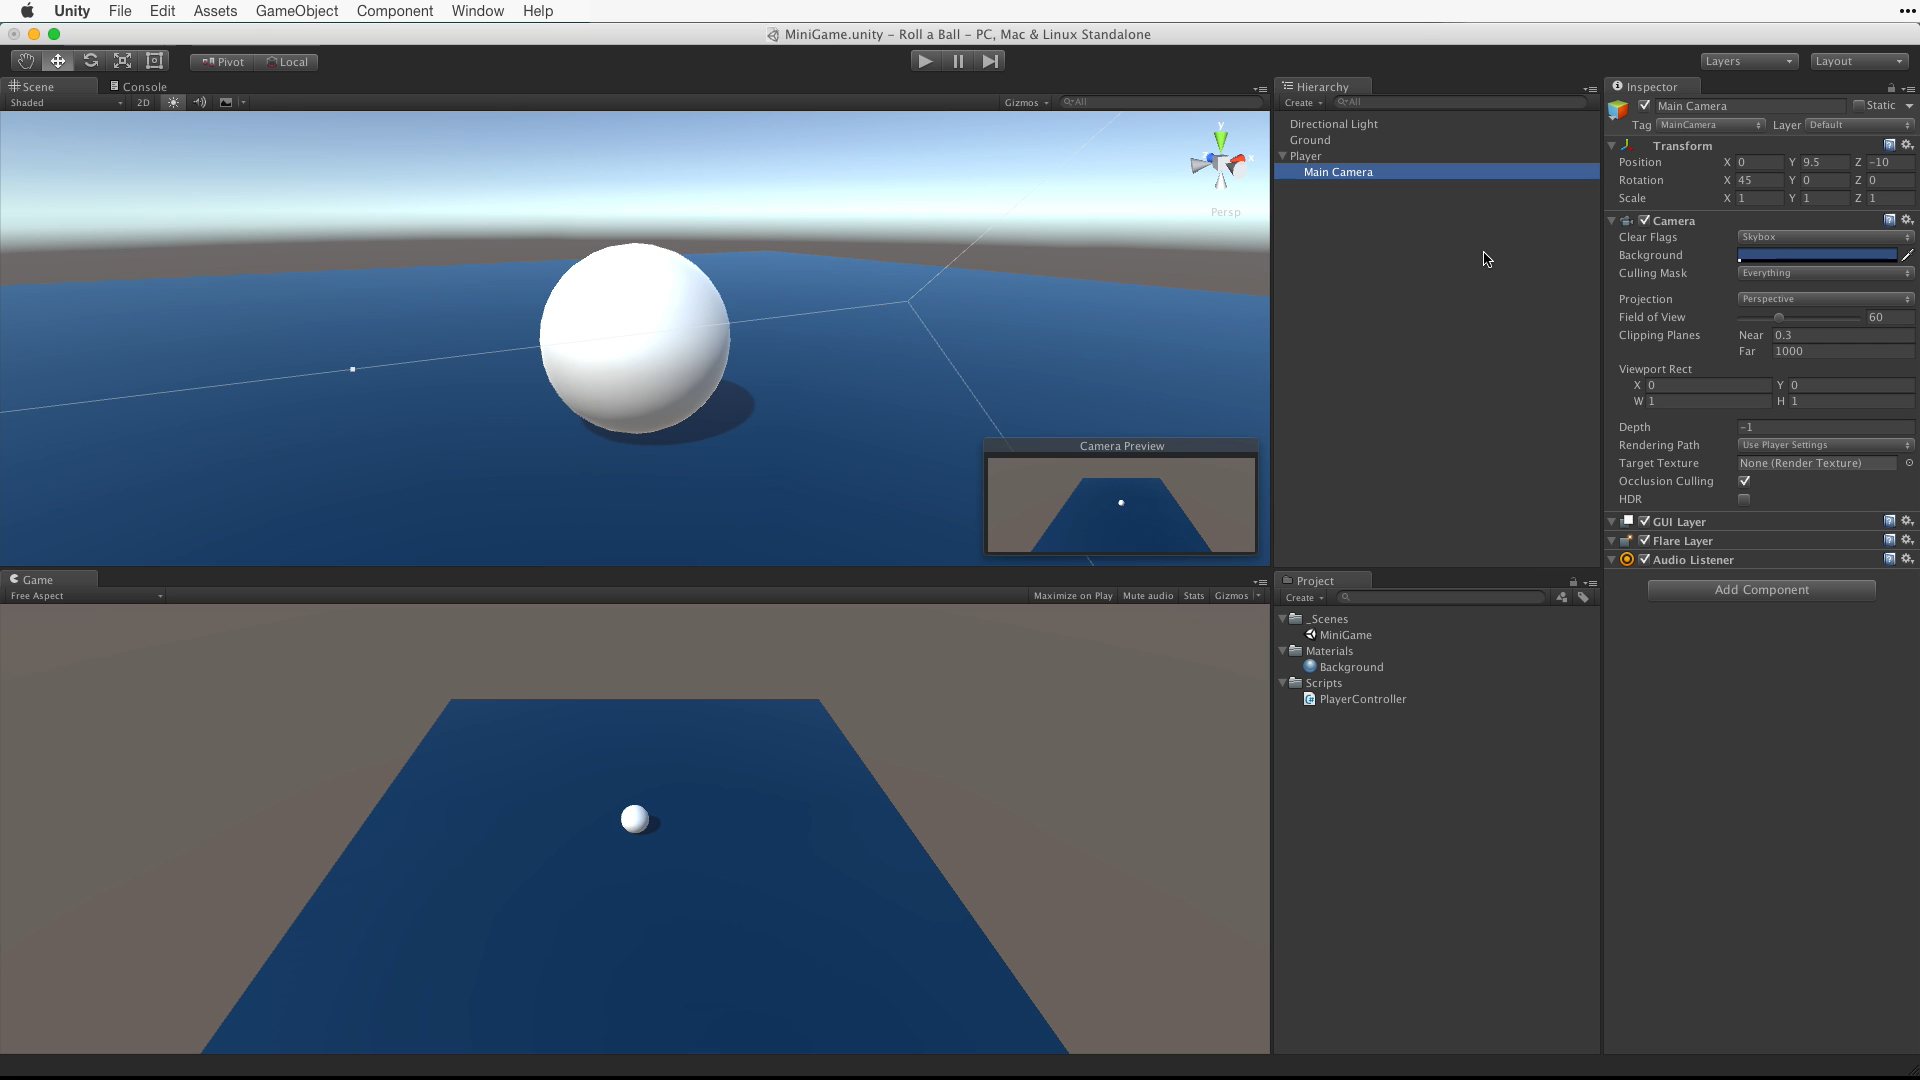 Unity File Edit Assets GameObject Component Window Help
MiniGame.unity – Roll a Ball – PC, Mac & Linux Standalone
Pivot Local Layers Layout
Scene Console
Shaded 2D Gizmos All
y
x
Persp
Camera Preview
Game
Free Aspect Maximize on Play Mute audio Stats Gizmos
Hierarchy
Create All
Directional Light
Ground
Player
Main Camera
Project
Create
_Scenes
MiniGame
Materials
Background
Scripts
PlayerController
Inspector
Main Camera Static
Tag MainCamera Layer Default
Transform
Position X 0 Y 9.5 Z -10
Rotation X 45 Y 0 Z 0
Scale X 1 Y 1 Z 1
Camera
Clear Flags Skybox
Background
Culling Mask Everything
Projection Perspective
Field of View 60
Clipping Planes Near 0.3
Far 1000
Viewport Rect
X 0 Y 0
W 1 H 1
Depth -1
Rendering Path Use Player Settings
Target Texture None (Render Texture)
Occlusion Culling
HDR
GUI Layer
Flare Layer
Audio Listener
Add Component